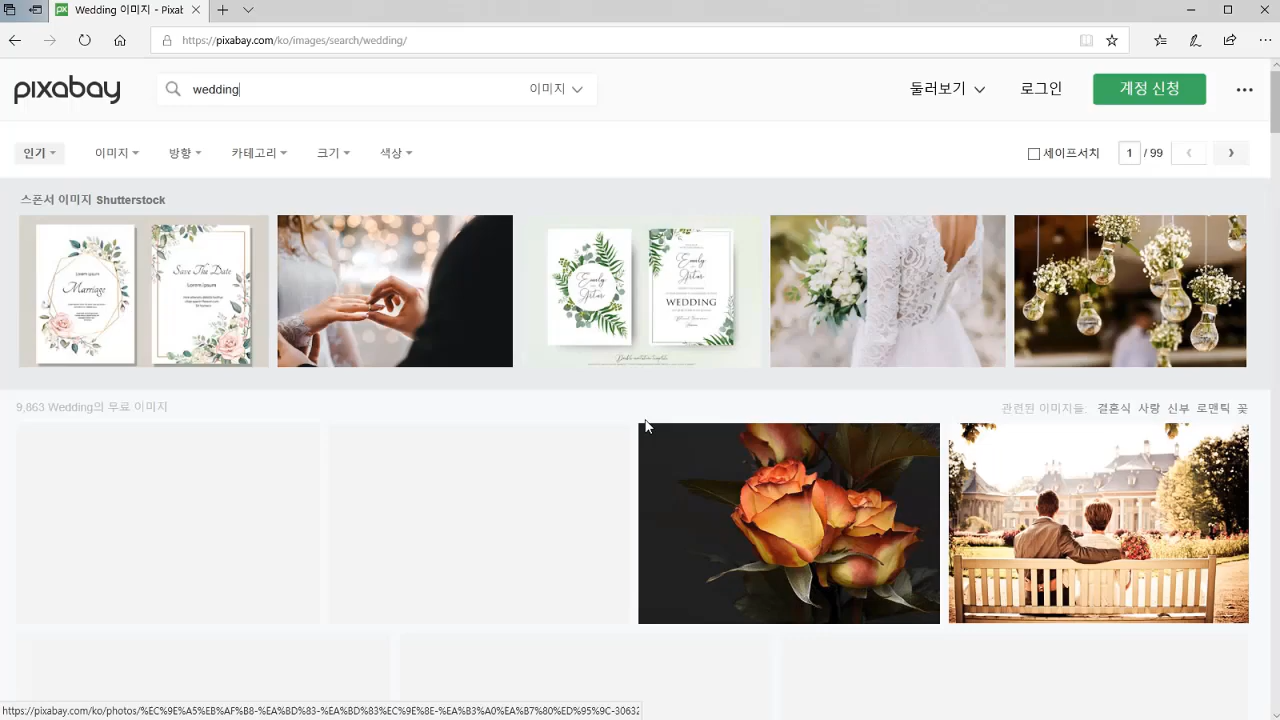 Wedding 이미지 - Pixab
https://pixabay.com/ko/images/search/wedding/
pixabay
wedding
이미지
둘러보기
로그인
계정 신청
인기
이미지
방향
카테고리
크기
색상
세이프서치
1 / 99
스폰서 이미지 Shutterstock
Marriage
Save The Date
Lorem Ipsum
WEDDING
9,863 Wedding의 무료 이미지
관련된 이미지들: 결혼식 사랑 신부 로맨틱 꽃
https://pixabay.com/ko/photos/%EC%9E%A5%EB%AF%B8-%EA%BD%83-%EA%BD%83%EC%9E%8E-%EA%B3%A0%EA%B7%80%ED%95%9C-30632